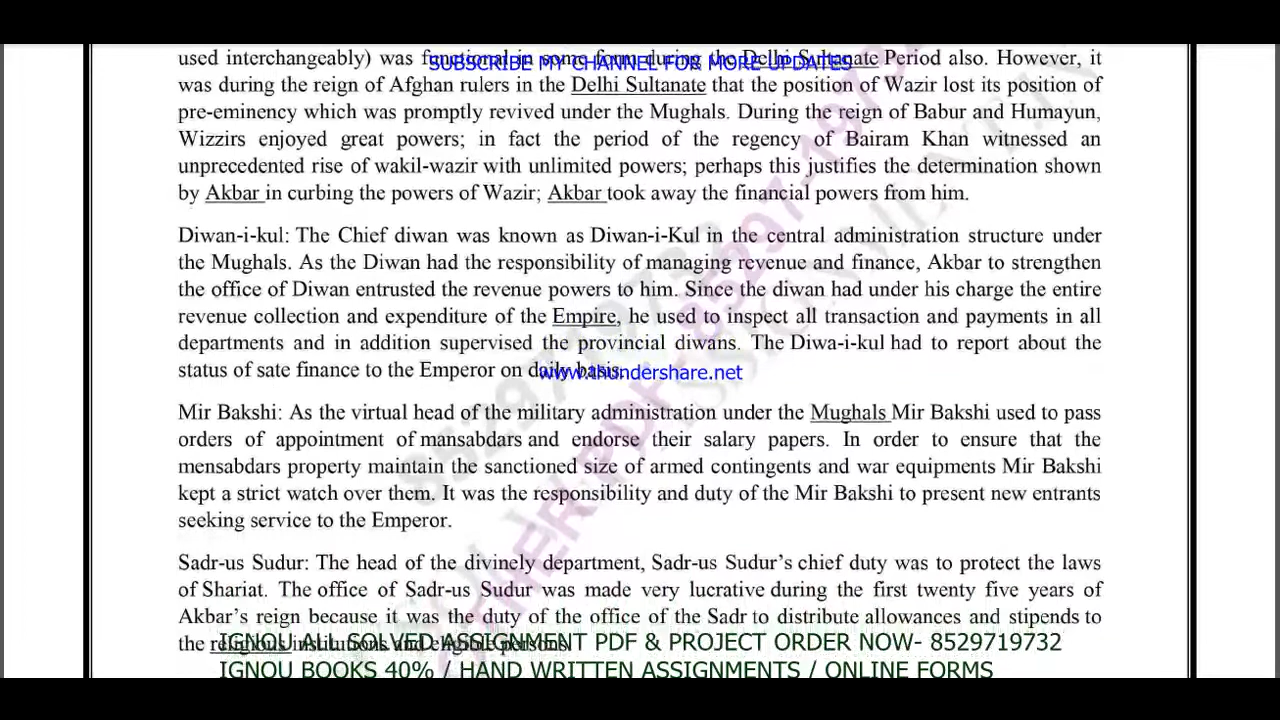 used interchangeably) was functional in some form during the Delhi Sultanate Period also. However, it
SUBSCRIBE MY CHANNEL FOR MORE UPDATES
was during the reign of Afghan rulers in the Delhi Sultanate that the position of Wazir lost its position of
pre-eminency which was promptly revived under the Mughals. During the reign of Babur and Humayun,
Wizzirs enjoyed great powers; in fact the period of the regency of Bairam Khan witnessed an
unprecedented rise of wakil-wazir with unlimited powers; perhaps this justifies the determination shown
by Akbar in curbing the powers of Wazir; Akbar took away the financial powers from him.
Diwan-i-kul: The Chief diwan was known as Diwan-i-Kul in the central administration structure under
the Mughals. As the Diwan had the responsibility of managing revenue and finance, Akbar to strengthen
the office of Diwan entrusted the revenue powers to him. Since the diwan had under his charge the entire
revenue collection and expenditure of the Empire, he used to inspect all transaction and payments in all
departments and in addition supervised the provincial diwans. The Diwa-i-kul had to report about the
status of sate finance to the Emperor on daily basis.
www.thundershare.net
Mir Bakshi: As the virtual head of the military administration under the Mughals Mir Bakshi used to pass
orders of appointment of mansabdars and endorse their salary papers. In order to ensure that the
mensabdars property maintain the sanctioned size of armed contingents and war equipments Mir Bakshi
kept a strict watch over them. It was the responsibility and duty of the Mir Bakshi to present new entrants
seeking service to the Emperor.
Sadr-us Sudur: The head of the divinely department, Sadr-us Sudur's chief duty was to protect the laws
of Shariat. The office of Sadr-us Sudur was made very lucrative during the first twenty five years of
Akbar's reign because it was the duty of the office of the Sadr to distribute allowances and stipends to
the religious institutions and eligible persons.
IGNOU ALL SOLVED ASSIGNMENT PDF & PROJECT ORDER NOW- 8529719732
IGNOU BOOKS 40% / HAND WRITTEN ASSIGNMENTS / ONLINE FORMS